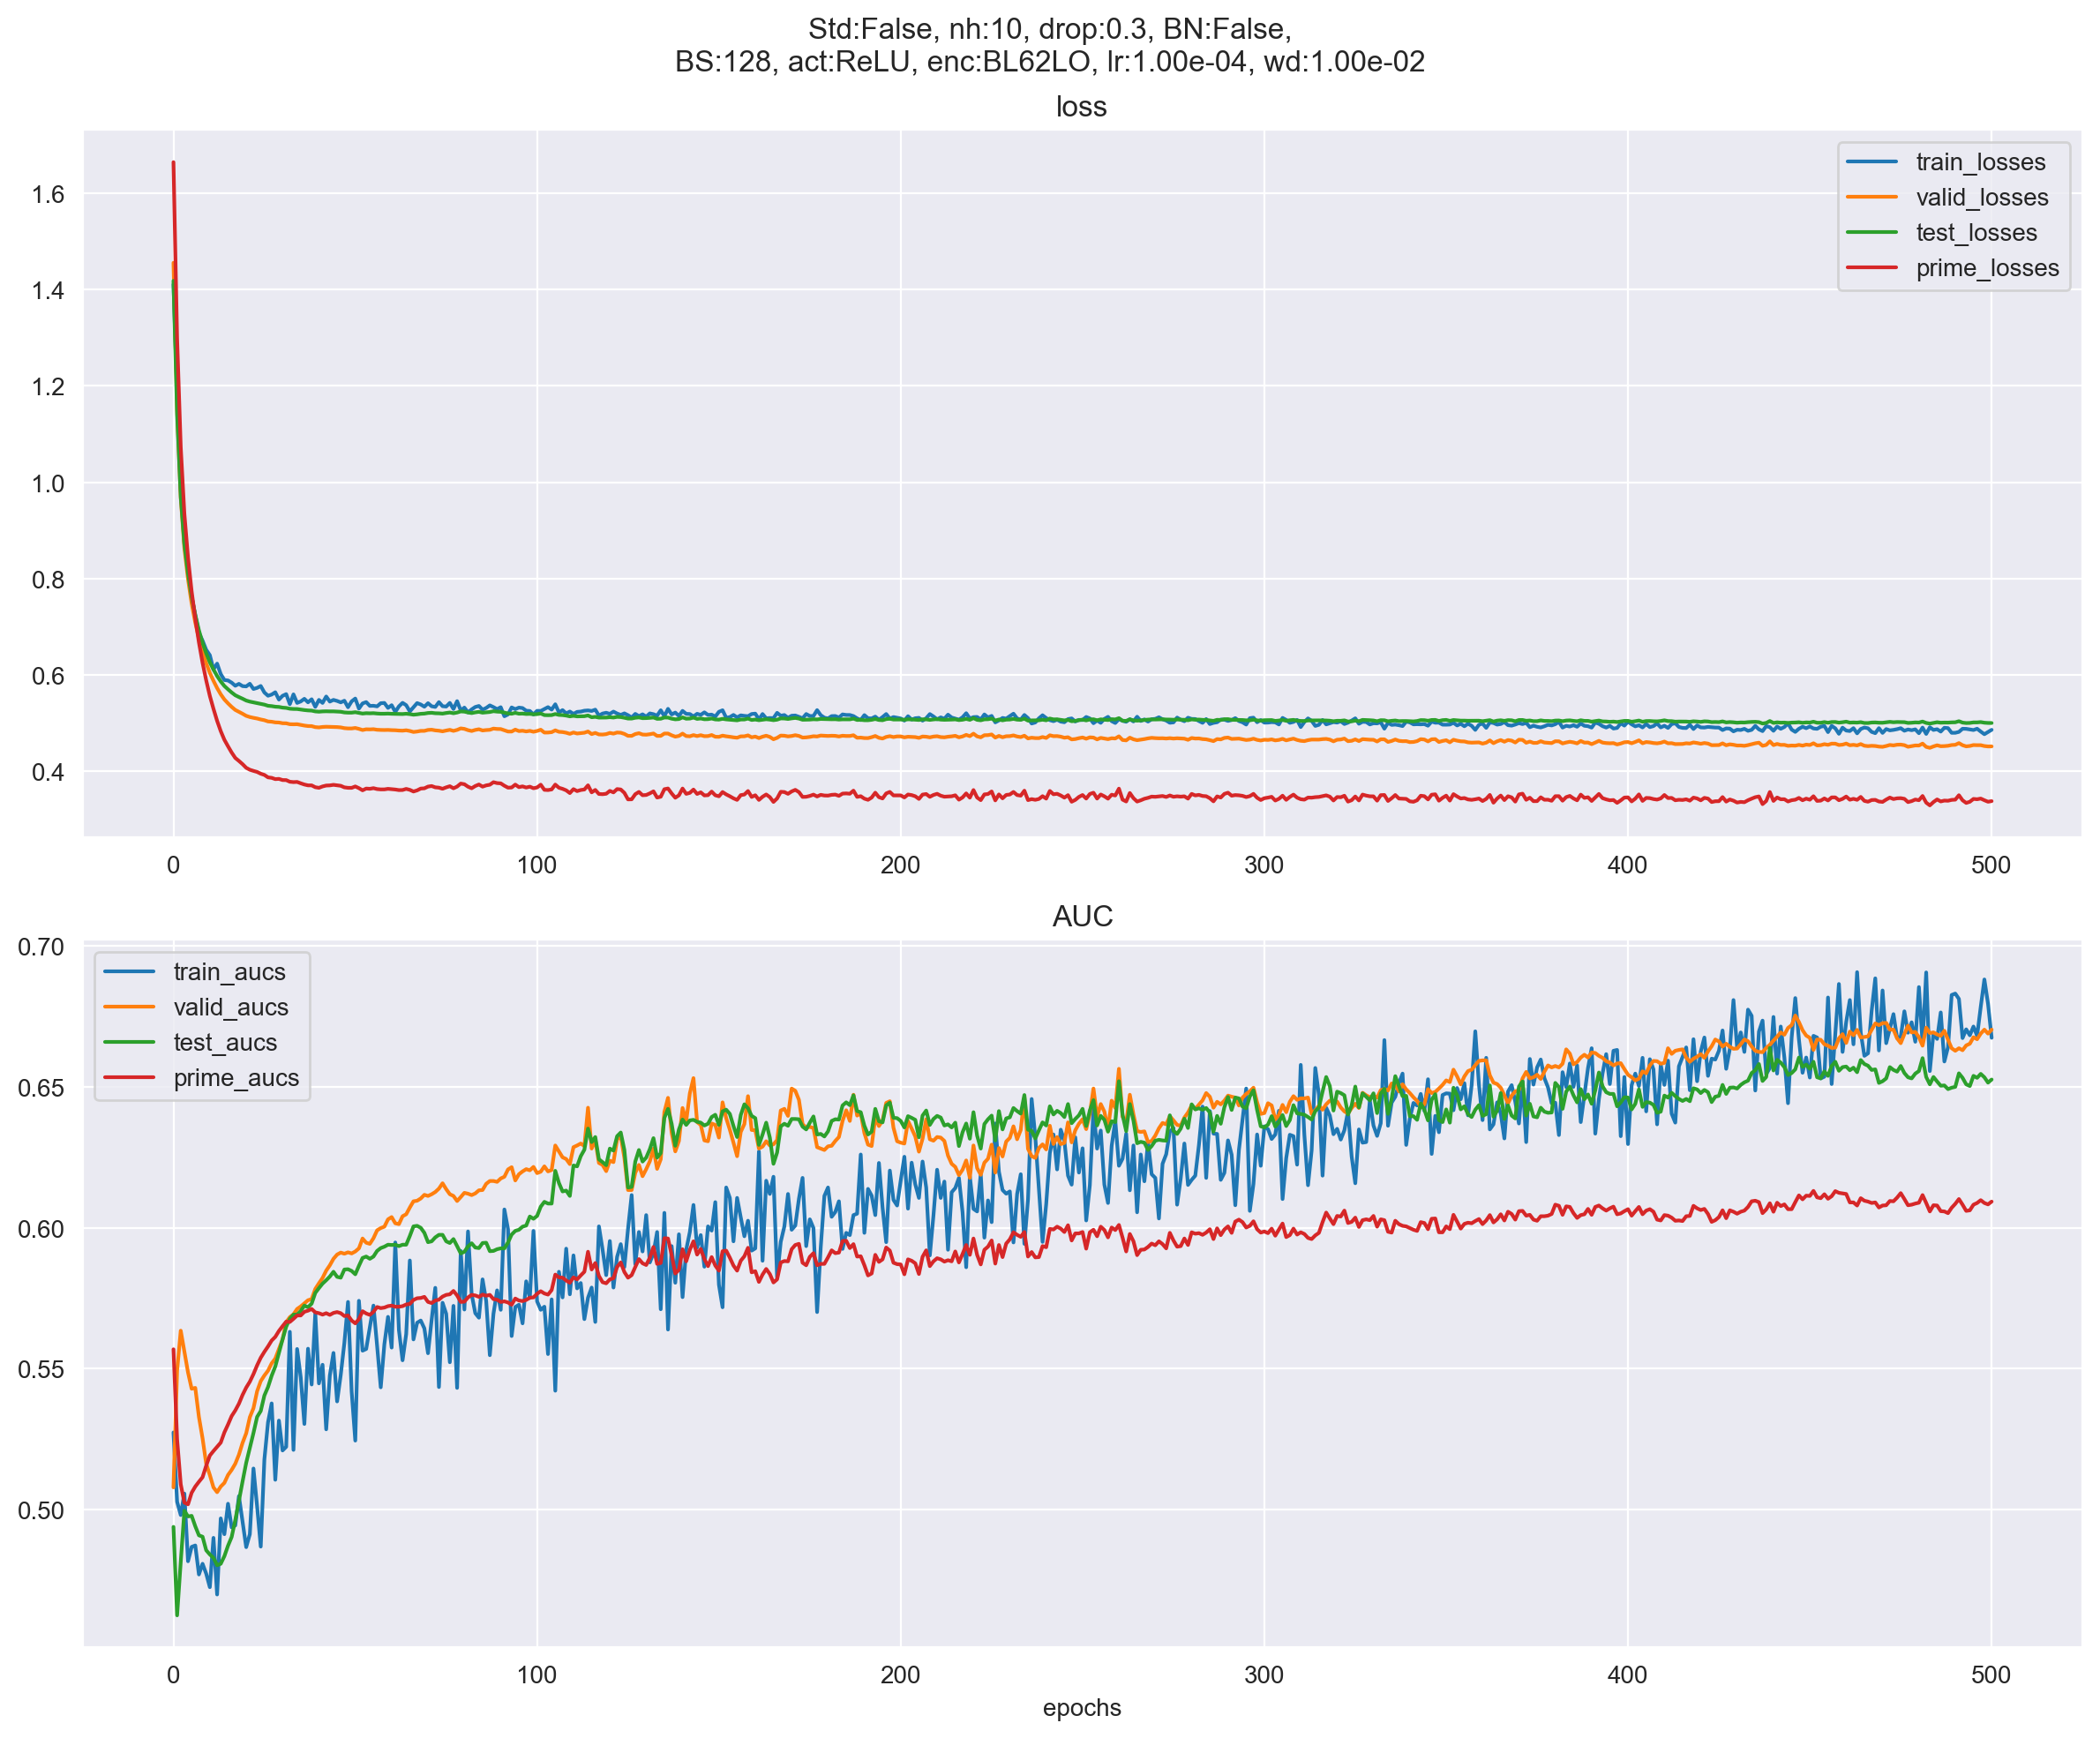 Std:False, nh:10, drop:0.3, BN:False,
BS:128, act:ReLU, enc:BL62LO, lr:1.00e-04, wd:1.00e-02
loss
1.6
1.4
1.2
1.0
0.8
0.6
0.4
train_losses
valid_losses
test_losses
prime_losses
0 100 200 300 400 500
AUC
0.70
0.65
0.60
0.55
0.50
train_aucs
valid_aucs
test_aucs
prime_aucs
0 100 200 300 400 500
epochs